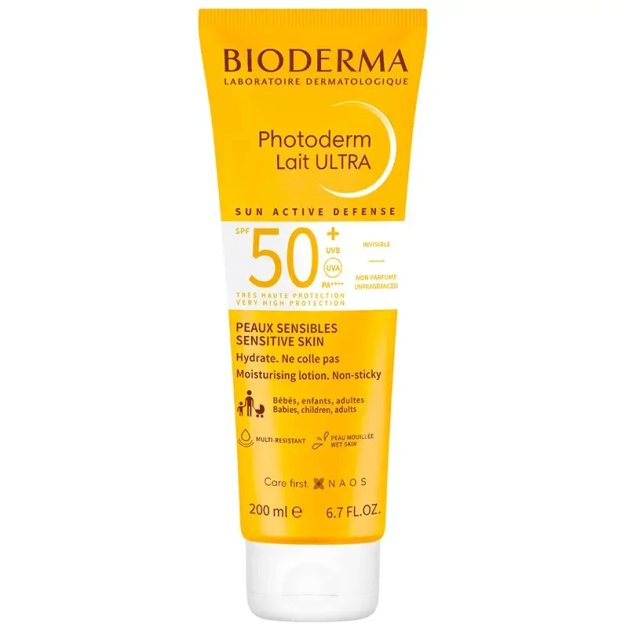 BIODERMA
LABORATOIRE DERMATOLOGIQUE
Photoderm
Lait ULTRA
SUN ACTIVE DEFENSE
SPF 50+
UVB
UVA
PA++++
INVISIBLE
NON PARFUMÉ
UNFRAGRANCED
TRÈS HAUTE PROTECTION
VERY HIGH PROTECTION
PEAUX SENSIBLES
SENSITIVE SKIN
Hydrate. Ne colle pas
Moisturising lotion. Non-sticky
Bébés, enfants, adultes
Babies, children, adults
MULTI-RESISTANT
PEAU MOUILLÉE
WET SKIN
Care first. NAOS
200 ml e 6.7 FL.OZ.